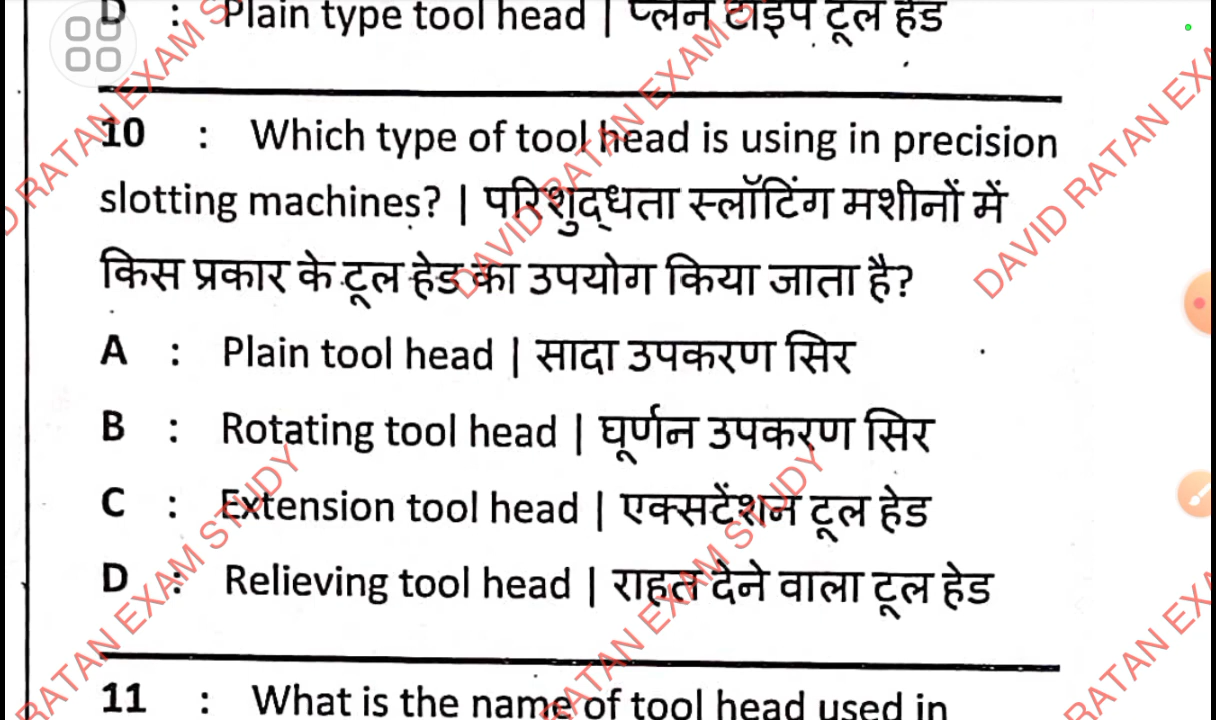 D : Plain type tool head | प्लेन टाइप टूल हेड
10 : Which type of tool head is using in precision
slotting machines? | परिशुद्धता स्लॉटिंग मशीनों में
किस प्रकार के टूल हेड का उपयोग किया जाता है?
A : Plain tool head | सादा उपकरण सिर
B : Rotating tool head | घूर्णन उपकरण सिर
C : Extension tool head | एक्सटेंशन टूल हेड
D : Relieving tool head | राहत देने वाला टूल हेड
11 : What is the name of tool head used in
DAVID RATAN EXAM STUDY